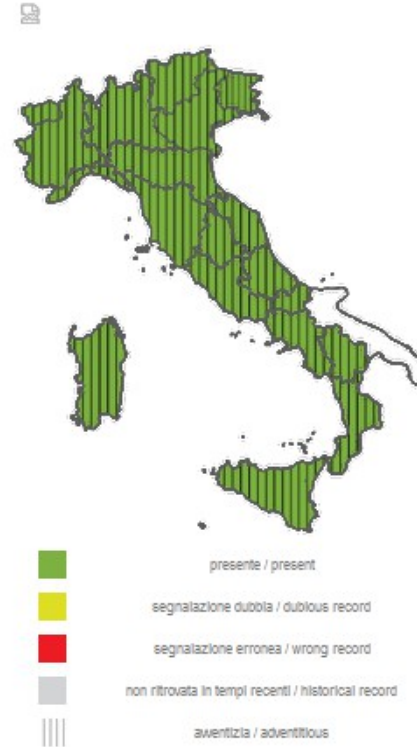 presente / present
segnalazione dubbia / dubious record
segnalazione erronea / wrong record
non ritrovata in tempi recenti / historical record
avventizia / adventitious